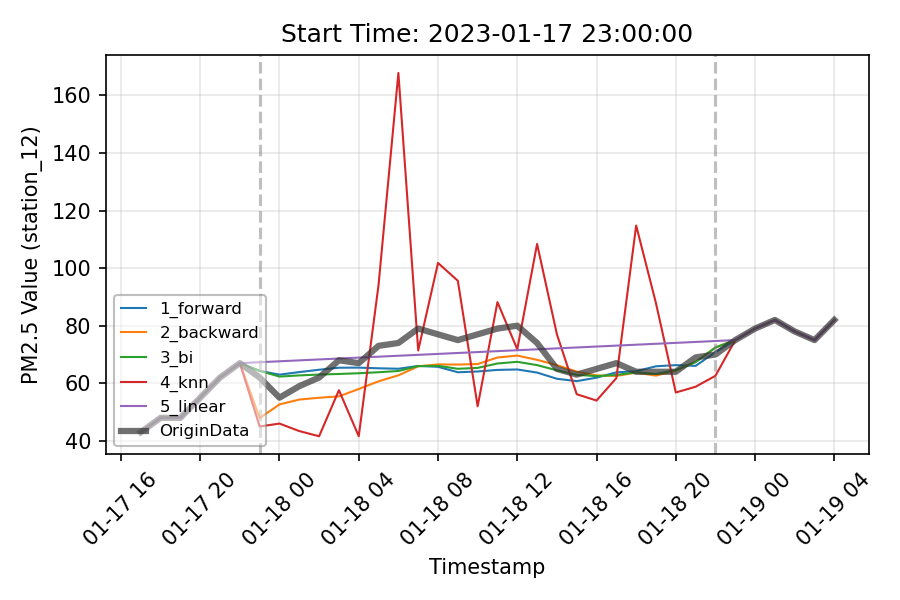 Start Time: 2023-01-17 23:00:00
PM2.5 Value (station_12)
160
140
120
100
80
60
40
1_forward
2_backward
3_bi
4_knn
5_linear
OriginData
01-17 16
01-17 20
01-18 00
01-18 04
01-18 08
01-18 12
01-18 16
01-18 20
01-19 00
01-19 04
Timestamp